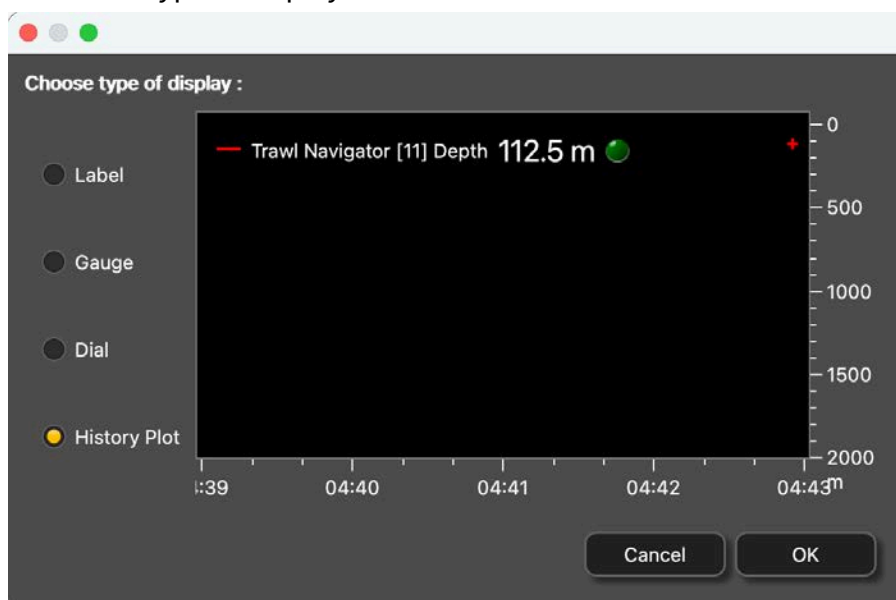 Choose type of display :
Trawl Navigator [11] Depth 112.5 m
Label
Gauge
Dial
History Plot
0
500
1000
1500
2000
m
:39
04:40
04:41
04:42
04:43
Cancel
OK